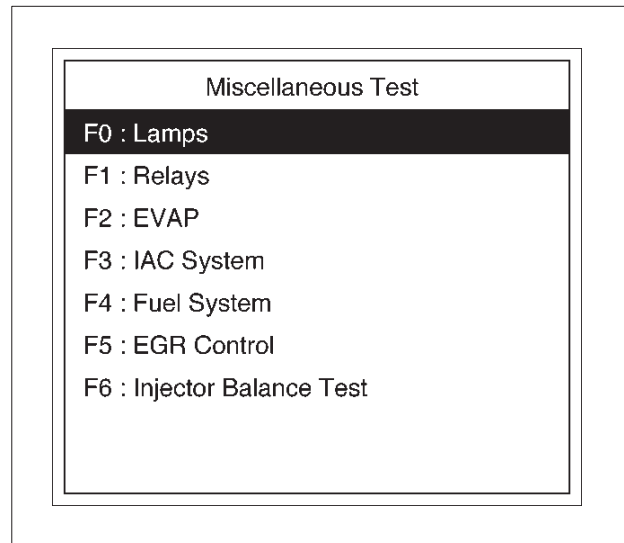 Miscellaneous Test
F0 : Lamps
F1 : Relays
F2 : EVAP
F3 : IAC System
F4 : Fuel System
F5 : EGR Control
F6 : Injector Balance Test